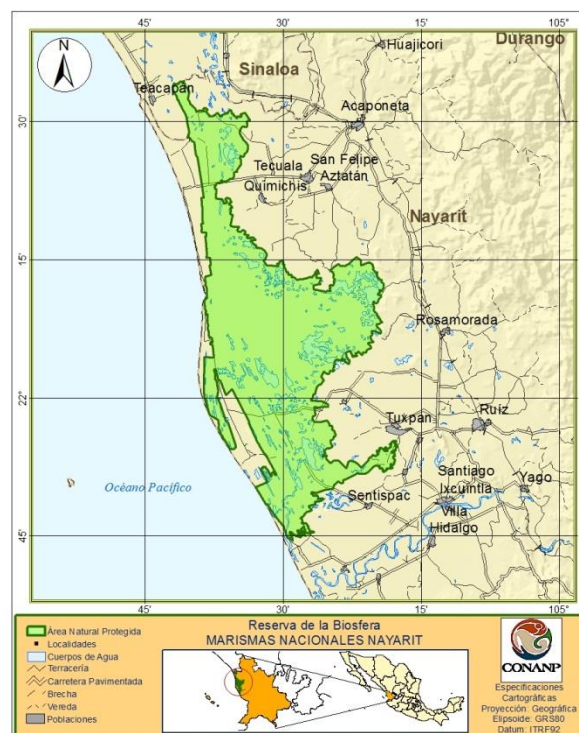 45'
30'
15'
105°
N
Huajicori
Durango
Sinaloa
Teacapan
30'
Acaponeta
Tecuala
San Felipe
Aztatán
Quimichis
Nayarit
15'
Rosamorada
22°
Tuxpan
Ruiz
Océano Pacífico
Santiago
Ixcuintla
Yago
Sentispac
Villa
Hidalgo
45'
45'
30'
15'
105°
Área Natural Protegida
Localidades
Cuerpos de Agua
Terracería
Carretera Pavimentada
Brecha
Vereda
Poblaciones
Reserva de la Biosfera
MARISMAS NACIONALES NAYARIT
CONANP
Especificaciones
Cartográficas
Proyección: Geográfica
Elipsoide: GRS80
Datum: ITRF92